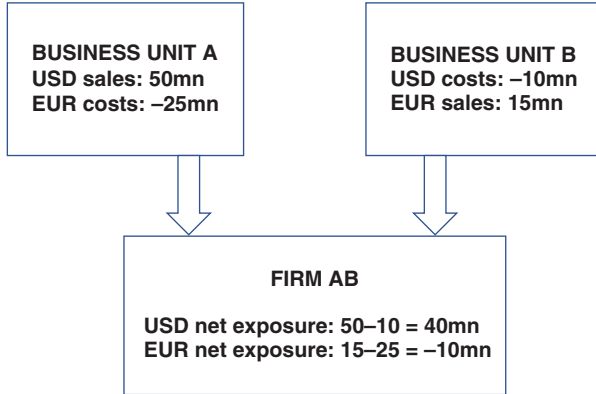 BUSINESS UNIT A
USD sales: 50mn
EUR costs: –25mn
BUSINESS UNIT B
USD costs: –10mn
EUR sales: 15mn
FIRM AB
USD net exposure: 50–10 = 40mn
EUR net exposure: 15–25 = –10mn